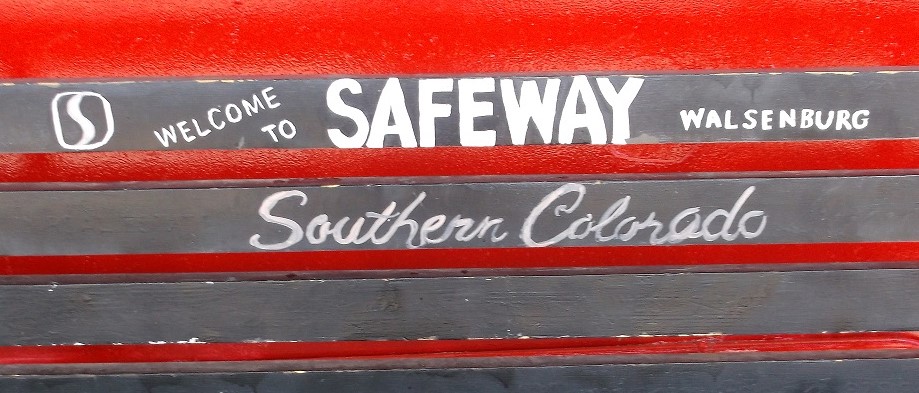 WELCOME TO SAFEWAY WALSENBURG
Southern Colorado